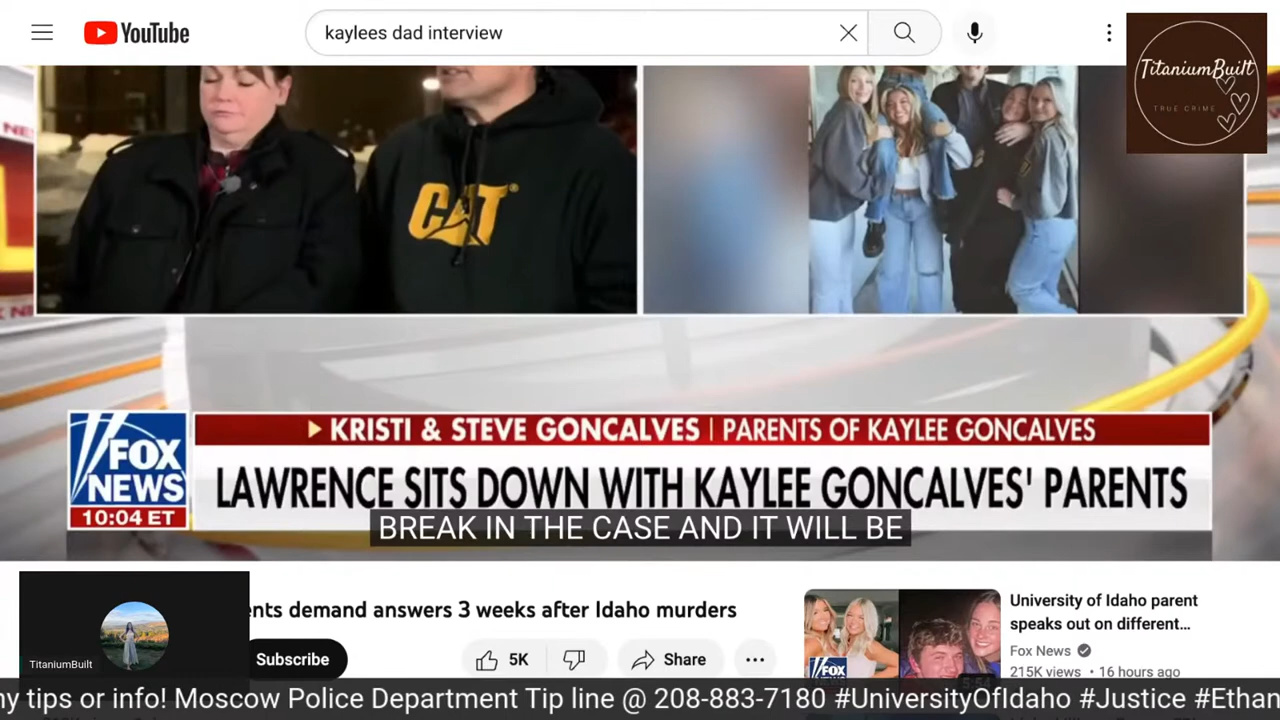 YouTube
kaylees dad interview
TitaniumBuilt
TRUE CRIME
CAT
KRISTI & STEVE GONCALVES | PARENTS OF KAYLEE GONCALVES
FOX
NEWS
10:04 ET
LAWRENCE SITS DOWN WITH KAYLEE GONCALVES' PARENTS
BREAK IN THE CASE AND IT WILL BE
TitaniumBuilt
ents demand answers 3 weeks after Idaho murders
Subscribe
5K
Share
FOX
NEWS
5:54
University of Idaho parent
speaks out on different...
Fox News
215K views • 16 hours ago
ny tips or info! Moscow Police Department Tip line @ 208-883-7180 #UniversityOfIdaho #Justice #Ethan